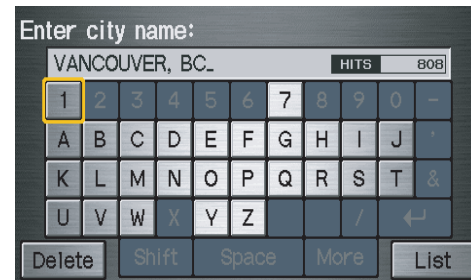 Enter city name:
VANCOUVER, BC_ HITS 808
1 2 3 4 5 6 7 8 9 0 -
A B C D E F G H I J '
K L M N O P Q R S T &
U V W X Y Z /
Delete Shift Space More List